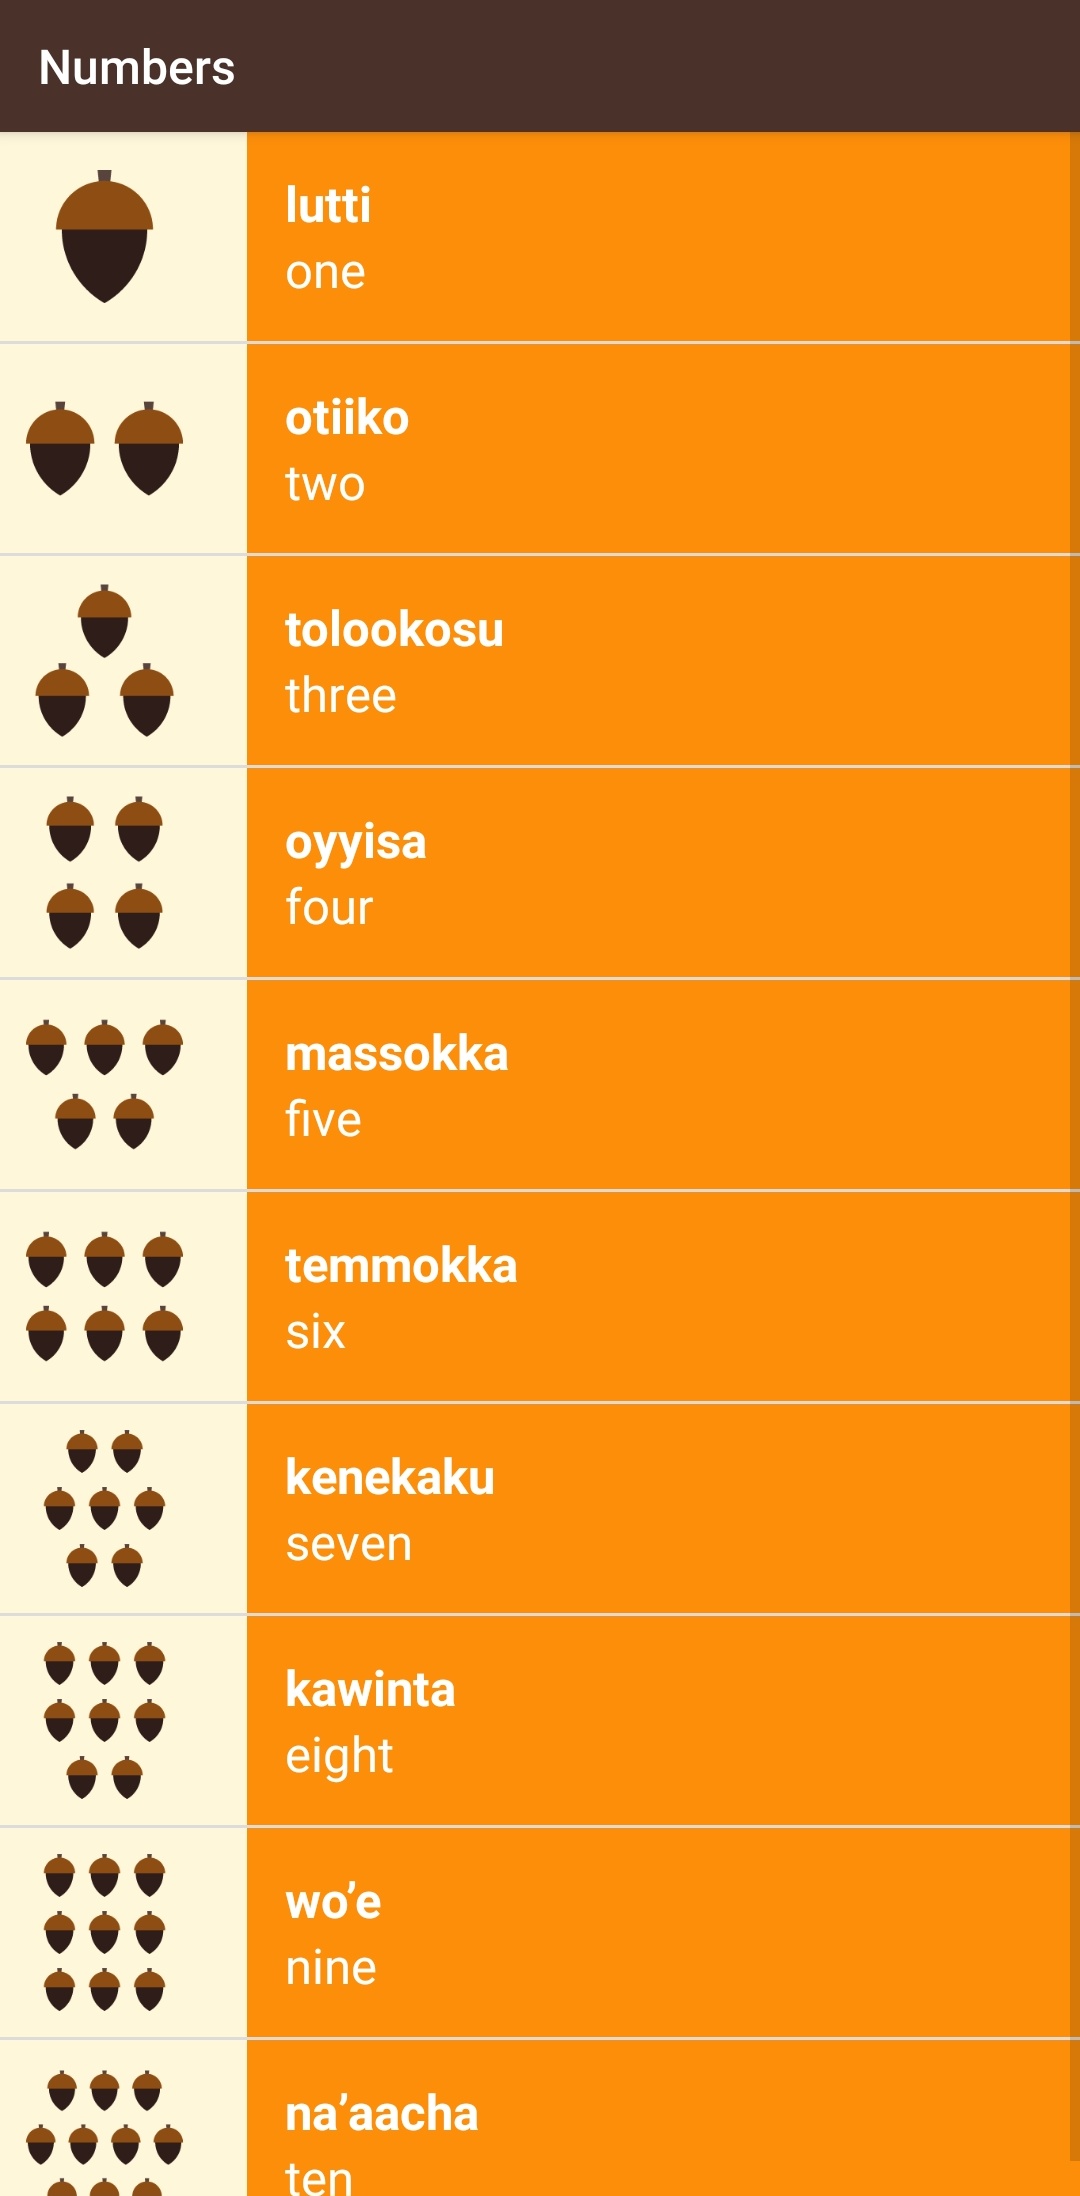 Numbers
lutti
one
otiiko
two
tolookosu
three
oyyisa
four
massokka
five
temmokka
six
kenekaku
seven
kawinta
eight
wo’e
nine
na’aacha
ten